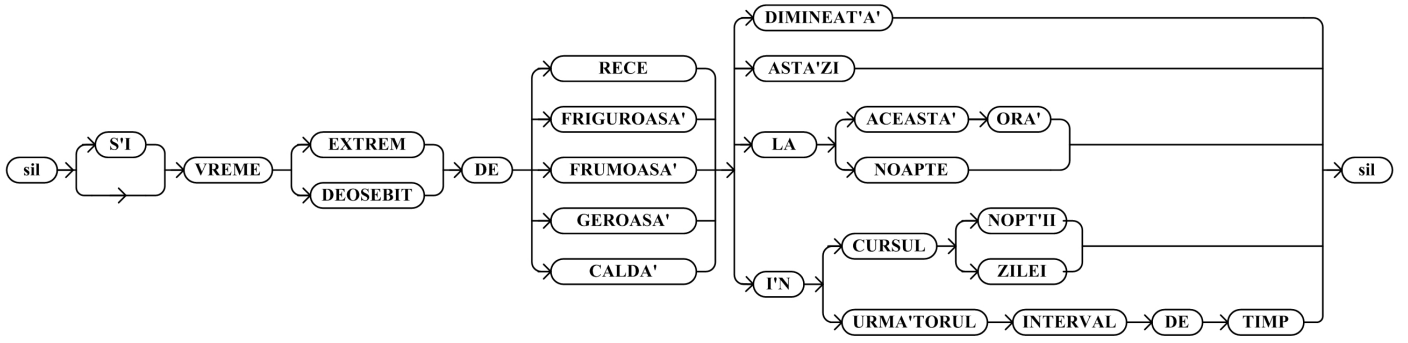 sil
S'I
VREME
EXTREM
DEOSEBIT
DE
RECE
FRIGUROASA'
FRUMOASA'
GEROASA'
CALDA'
DIMINEAT'A'
ASTA'ZI
LA
ACEASTA'
ORA'
NOAPTE
I'N
CURSUL
NOPT'II
ZILEI
URMA'TORUL
INTERVAL
DE
TIMP
sil